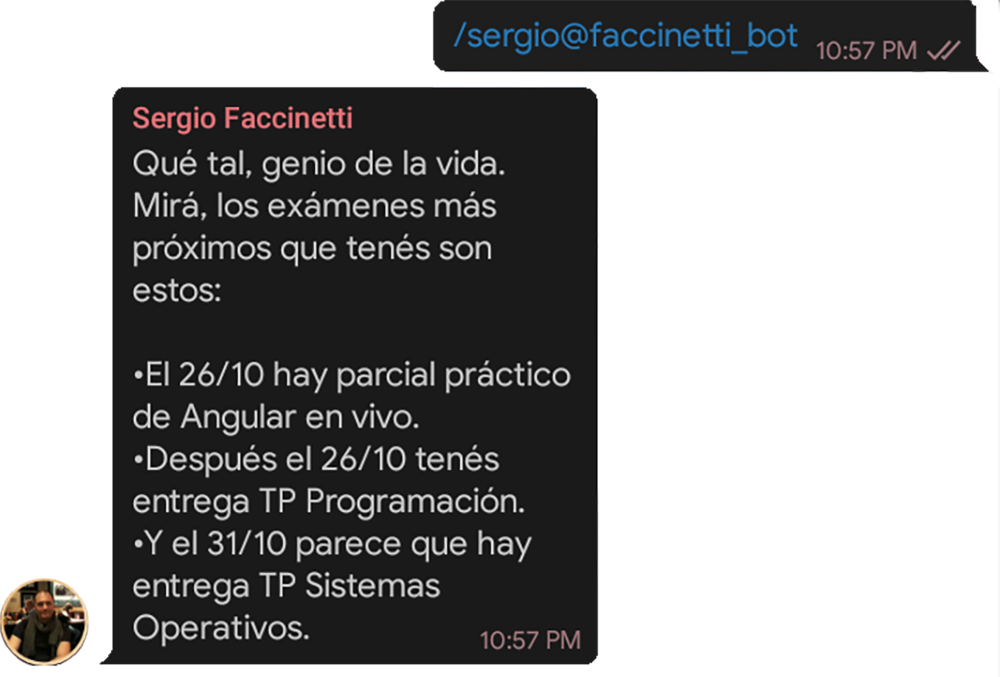 /sergio@faccinetti_bot
10:57 PM
Sergio Faccinetti
Qué tal, genio de la vida.
Mirá, los exámenes más
próximos que tenés son
estos:
•El 26/10 hay parcial práctico
de Angular en vivo.
•Después el 26/10 tenés
entrega TP Programación.
•Y el 31/10 parece que hay
entrega TP Sistemas
Operativos.
10:57 PM